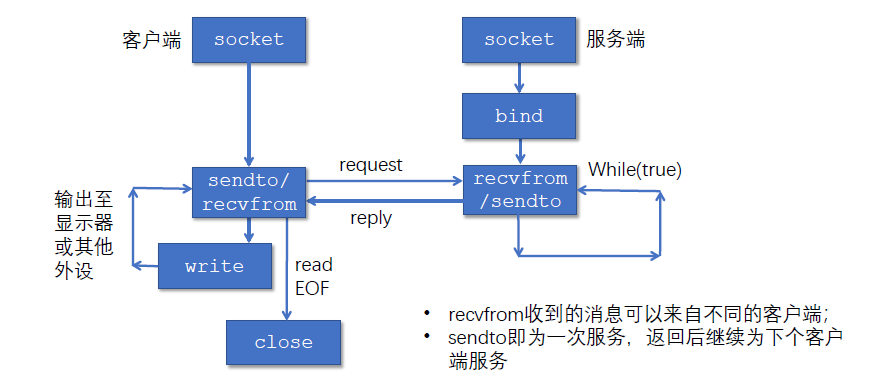 客户端
socket
socket
服务端
bind
sendto/
recvfrom
request
reply
recvfrom
/sendto
While(true)
输出至
显示器
或其他
外设
write
read
EOF
close
• recvfrom收到的消息可以来自不同的客户端；
• sendto即为一次服务，返回后继续为下个客户
端服务